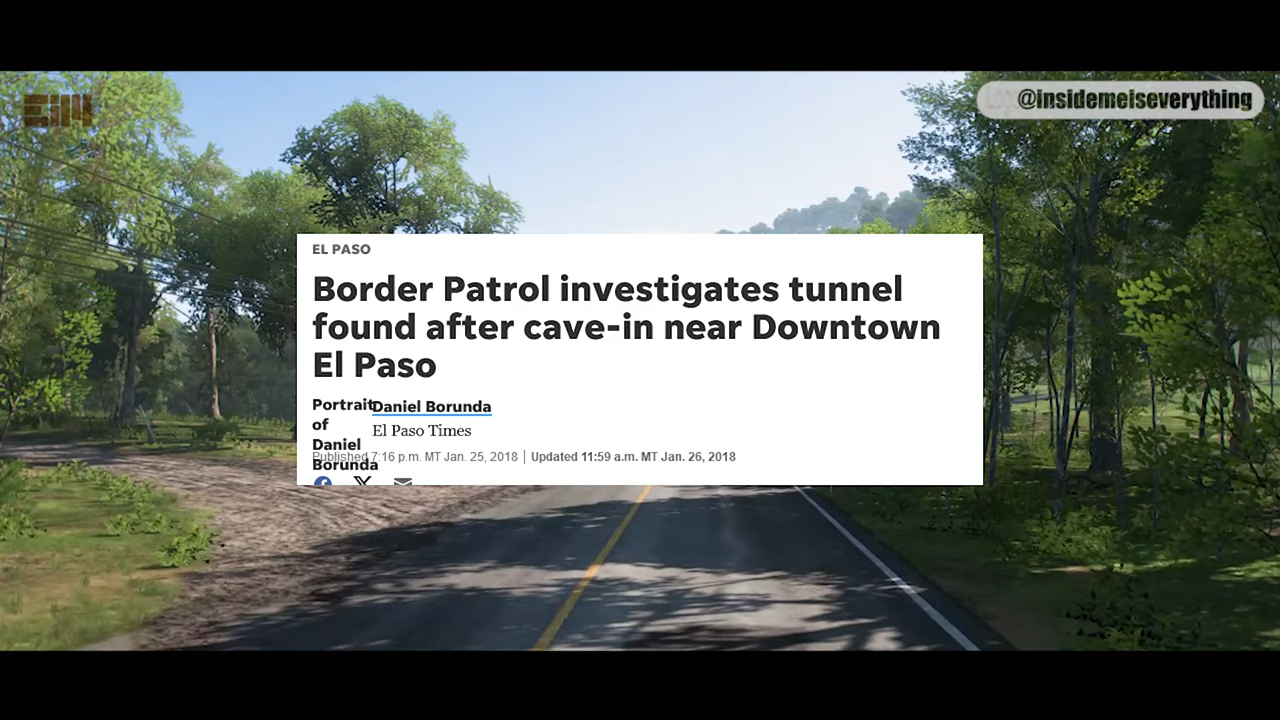 @insidemeiseverything
EL PASO
Border Patrol investigates tunnel
found after cave-in near Downtown
El Paso
Portrait
of
Daniel
Borunda
Daniel Borunda
El Paso Times
Published 7:16 p.m. MT Jan. 25, 2018 | Updated 11:59 a.m. MT Jan. 26, 2018